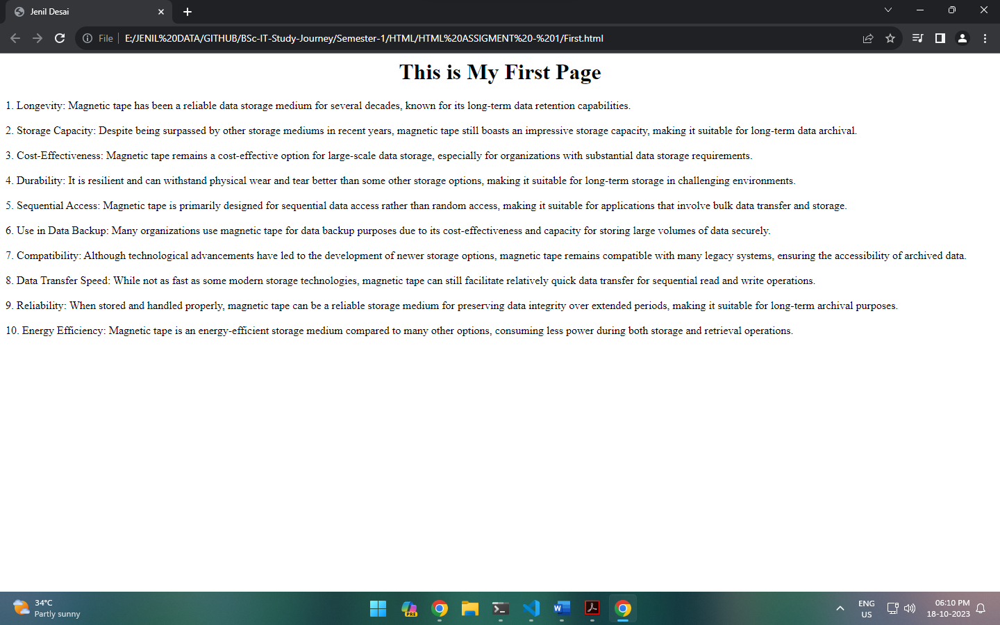 Jenil Desai
File
E:/JENIL%20DATA/GITHUB/BSc-IT-Study-Journey/Semester-1/HTML/HTML%20ASSIGMENT%20-%201/First.html
This is My First Page
1. Longevity: Magnetic tape has been a reliable data storage medium for several decades, known for its long-term data retention capabilities.
2. Storage Capacity: Despite being surpassed by other storage mediums in recent years, magnetic tape still boasts an impressive storage capacity, making it suitable for long-term data archival.
3. Cost-Effectiveness: Magnetic tape remains a cost-effective option for large-scale data storage, especially for organizations with substantial data storage requirements.
4. Durability: It is resilient and can withstand physical wear and tear better than some other storage options, making it suitable for long-term storage in challenging environments.
5. Sequential Access: Magnetic tape is primarily designed for sequential data access rather than random access, making it suitable for applications that involve bulk data transfer and storage.
6. Use in Data Backup: Many organizations use magnetic tape for data backup purposes due to its cost-effectiveness and capacity for storing large volumes of data securely.
7. Compatibility: Although technological advancements have led to the development of newer storage options, magnetic tape remains compatible with many legacy systems, ensuring the accessibility of archived data.
8. Data Transfer Speed: While not as fast as some modern storage technologies, magnetic tape can still facilitate relatively quick data transfer for sequential read and write operations.
9. Reliability: When stored and handled properly, magnetic tape can be a reliable storage medium for preserving data integrity over extended periods, making it suitable for long-term archival purposes.
10. Energy Efficiency: Magnetic tape is an energy-efficient storage medium compared to many other options, consuming less power during both storage and retrieval operations.
34°C
Partly sunny
PRE
W
ENG
US
06:10 PM
18-10-2023